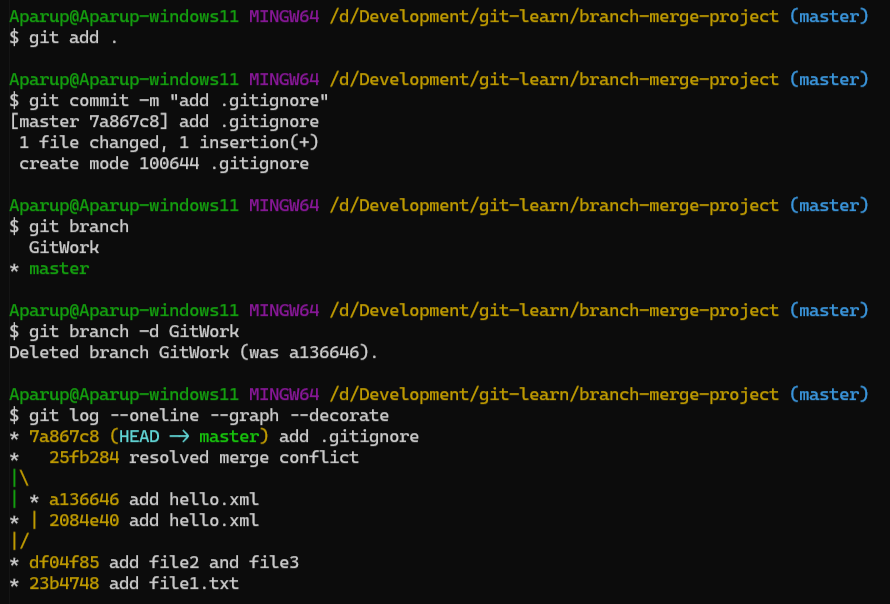 Aparup@Aparup-windows11 MINGW64 /d/Development/git-learn/branch-merge-project (master)
$ git add .

Aparup@Aparup-windows11 MINGW64 /d/Development/git-learn/branch-merge-project (master)
$ git commit -m "add .gitignore"
[master 7a867c8] add .gitignore
 1 file changed, 1 insertion(+)
 create mode 100644 .gitignore

Aparup@Aparup-windows11 MINGW64 /d/Development/git-learn/branch-merge-project (master)
$ git branch
  GitWork
* master

Aparup@Aparup-windows11 MINGW64 /d/Development/git-learn/branch-merge-project (master)
$ git branch -d GitWork
Deleted branch GitWork (was a136646).

Aparup@Aparup-windows11 MINGW64 /d/Development/git-learn/branch-merge-project (master)
$ git log --oneline --graph --decorate
* 7a867c8 (HEAD -> master) add .gitignore
*   25fb284 resolved merge conflict
|\
| * a136646 add hello.xml
* | 2084e40 add hello.xml
|/
* df04f85 add file2 and file3
* 23b4748 add file1.txt